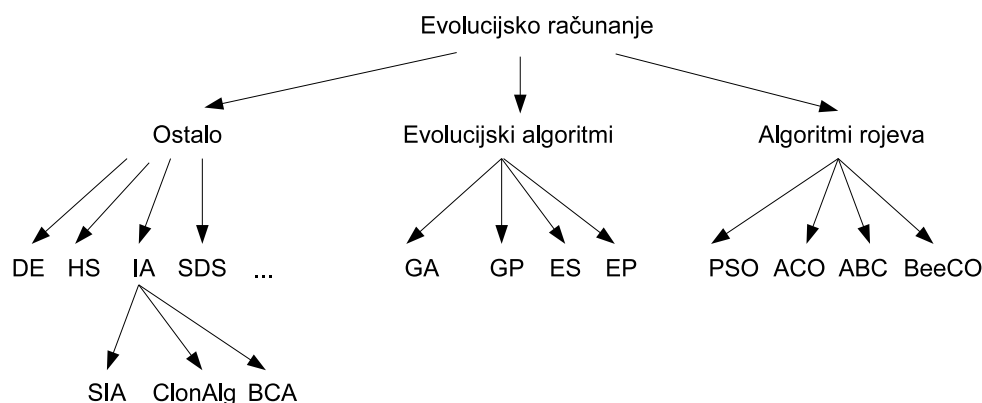 Evolucijsko računanje
Ostalo Evolucijski algoritmi Algoritmi rojeva
DE HS IA SDS ... GA GP ES EP PSO ACO ABC BeeCO
SIA ClonAlg BCA